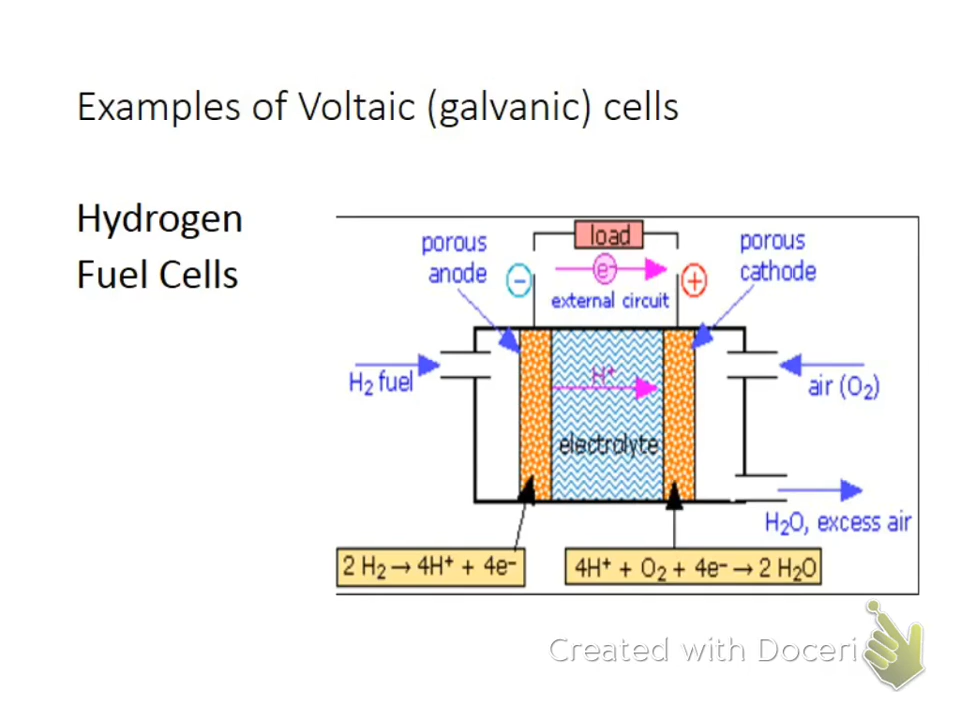 Examples of Voltaic (galvanic) cells
Hydrogen
Fuel Cells
load
porous
anode
−
e-
+
porous
cathode
external circuit
H₂ fuel
H⁺
air (O₂)
electrolyte
H₂O, excess air
2 H₂ → 4H⁺ + 4e⁻
4H⁺ + O₂ + 4e⁻ → 2 H₂O
Created with Doceri